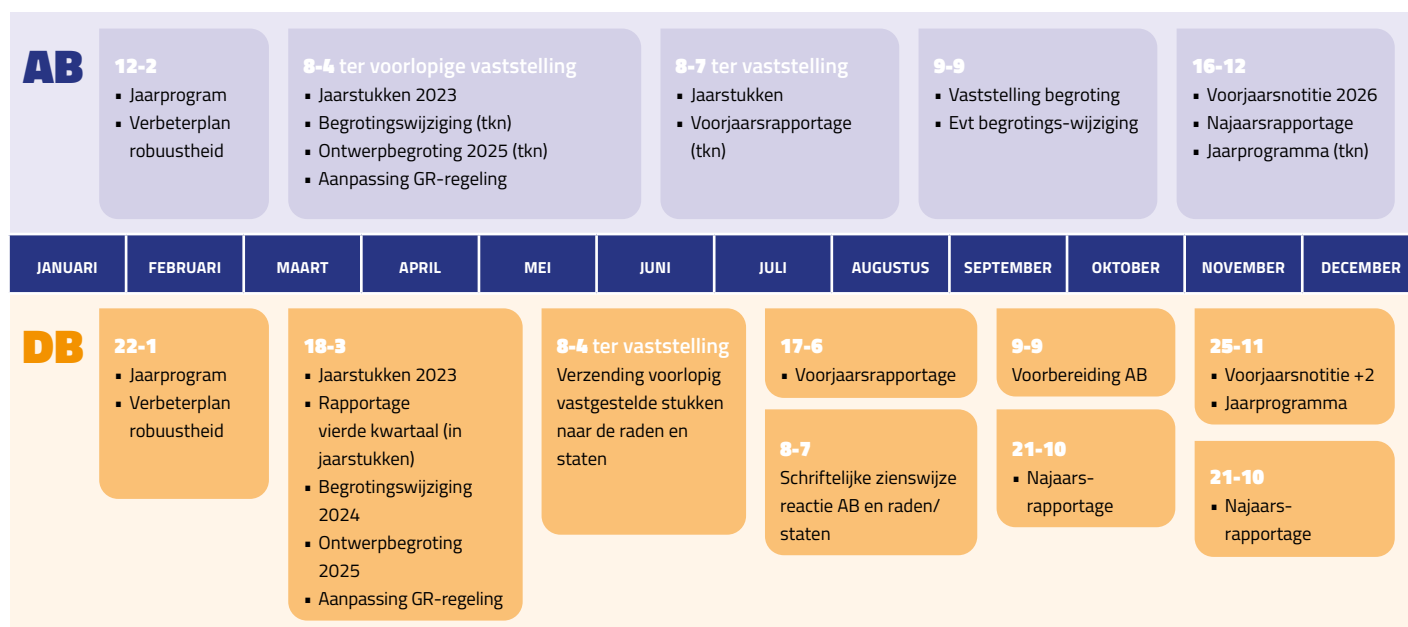 AB
12-2
▪ Jaarprogram
▪ Verbeterplan
robuustheid
8-4 ter voorlopige vaststelling
▪ Jaarstukken 2023
▪ Begrotingswijziging (tkn)
▪ Ontwerpbegroting 2025 (tkn)
▪ Aanpassing GR-regeling
8-7 ter vaststelling
▪ Jaarstukken
▪ Voorjaarsrapportage
(tkn)
9-9
▪ Vaststelling begroting
▪ Evt begrotings-wijziging
16-12
▪ Voorjaarsnotitie 2026
▪ Najaarsrapportage
▪ Jaarprogramma (tkn)
JANUARI
FEBRUARI
MAART
APRIL
MEI
JUNI
JULI
AUGUSTUS
SEPTEMBER
OKTOBER
NOVEMBER
DECEMBER
DB
22-1
▪ Jaarprogram
▪ Verbeterplan
robuustheid
18-3
▪ Jaarstukken 2023
▪ Rapportage
vierde kwartaal (in
jaarstukken)
▪ Begrotingswijziging
2024
▪ Ontwerpbegroting
2025
▪ Aanpassing GR-regeling
8-4 ter vaststelling
Verzending voorlopig
vastgestelde stukken
naar de raden en
staten
17-6
▪ Voorjaarsrapportage
8-7
Schriftelijke zienswijze
reactie AB en raden/
staten
9-9
Voorbereiding AB
21-10
▪ Najaars-
rapportage
25-11
▪ Voorjaarsnotitie +2
▪ Jaarprogramma
21-10
▪ Najaars-
rapportage